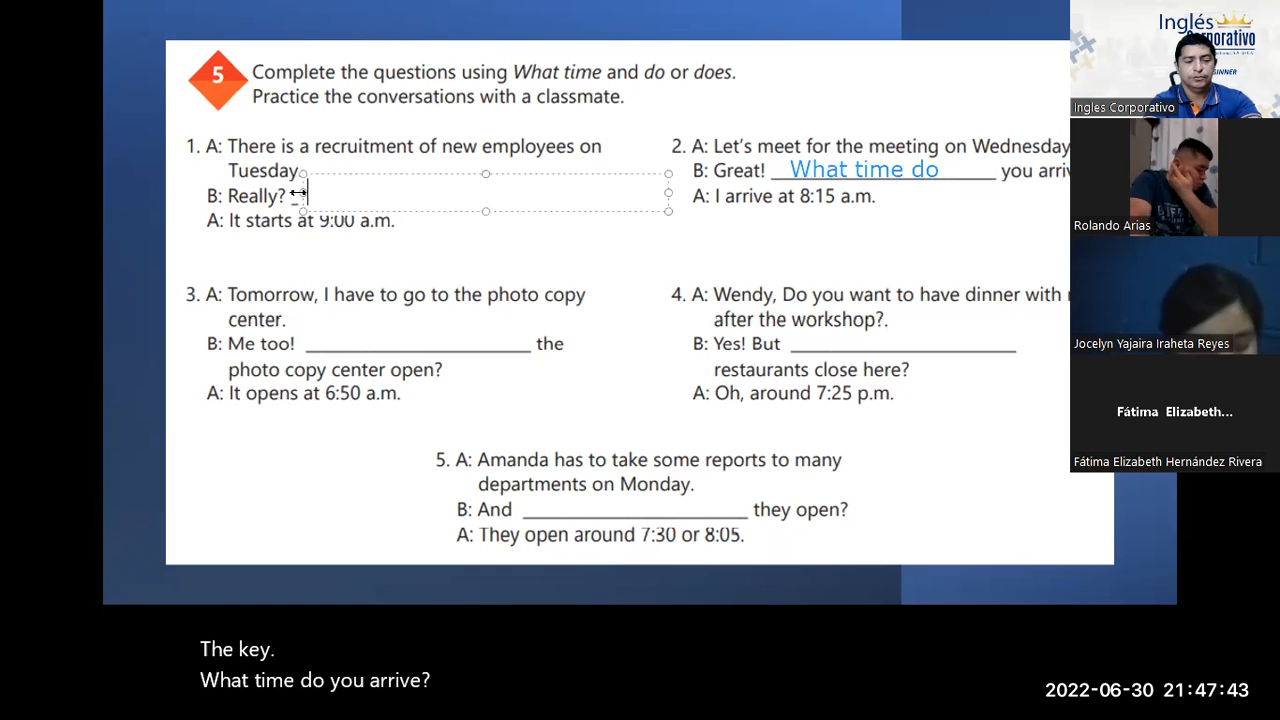 5
Complete the questions using What time and do or does.
Practice the conversations with a classmate.
1. A: There is a recruitment of new employees on
Tuesday
B: Really? _
A: It starts at 9:00 a.m.
2. A: Let's meet for the meeting on Wednesday
B: Great! What time do you arriv
A: I arrive at 8:15 a.m.
3. A: Tomorrow, I have to go to the photo copy
center.
B: Me too! ____________________ the
photo copy center open?
A: It opens at 6:50 a.m.
4. A: Wendy, Do you want to have dinner with
after the workshop?.
B: Yes! But ____________________
restaurants close here?
A: Oh, around 7:25 p.m.
5. A: Amanda has to take some reports to many
departments on Monday.
B: And ____________________ they open?
A: They open around 7:30 or 8:05.
Inglés
Corporativo
Ingles Corporativo
Rolando Arias
Jocelyn Yajaira Iraheta Reyes
Fátima Elizabeth...
Fátima Elizabeth Hernández Rivera
The key.
What time do you arrive?
2022-06-30 21:47:43